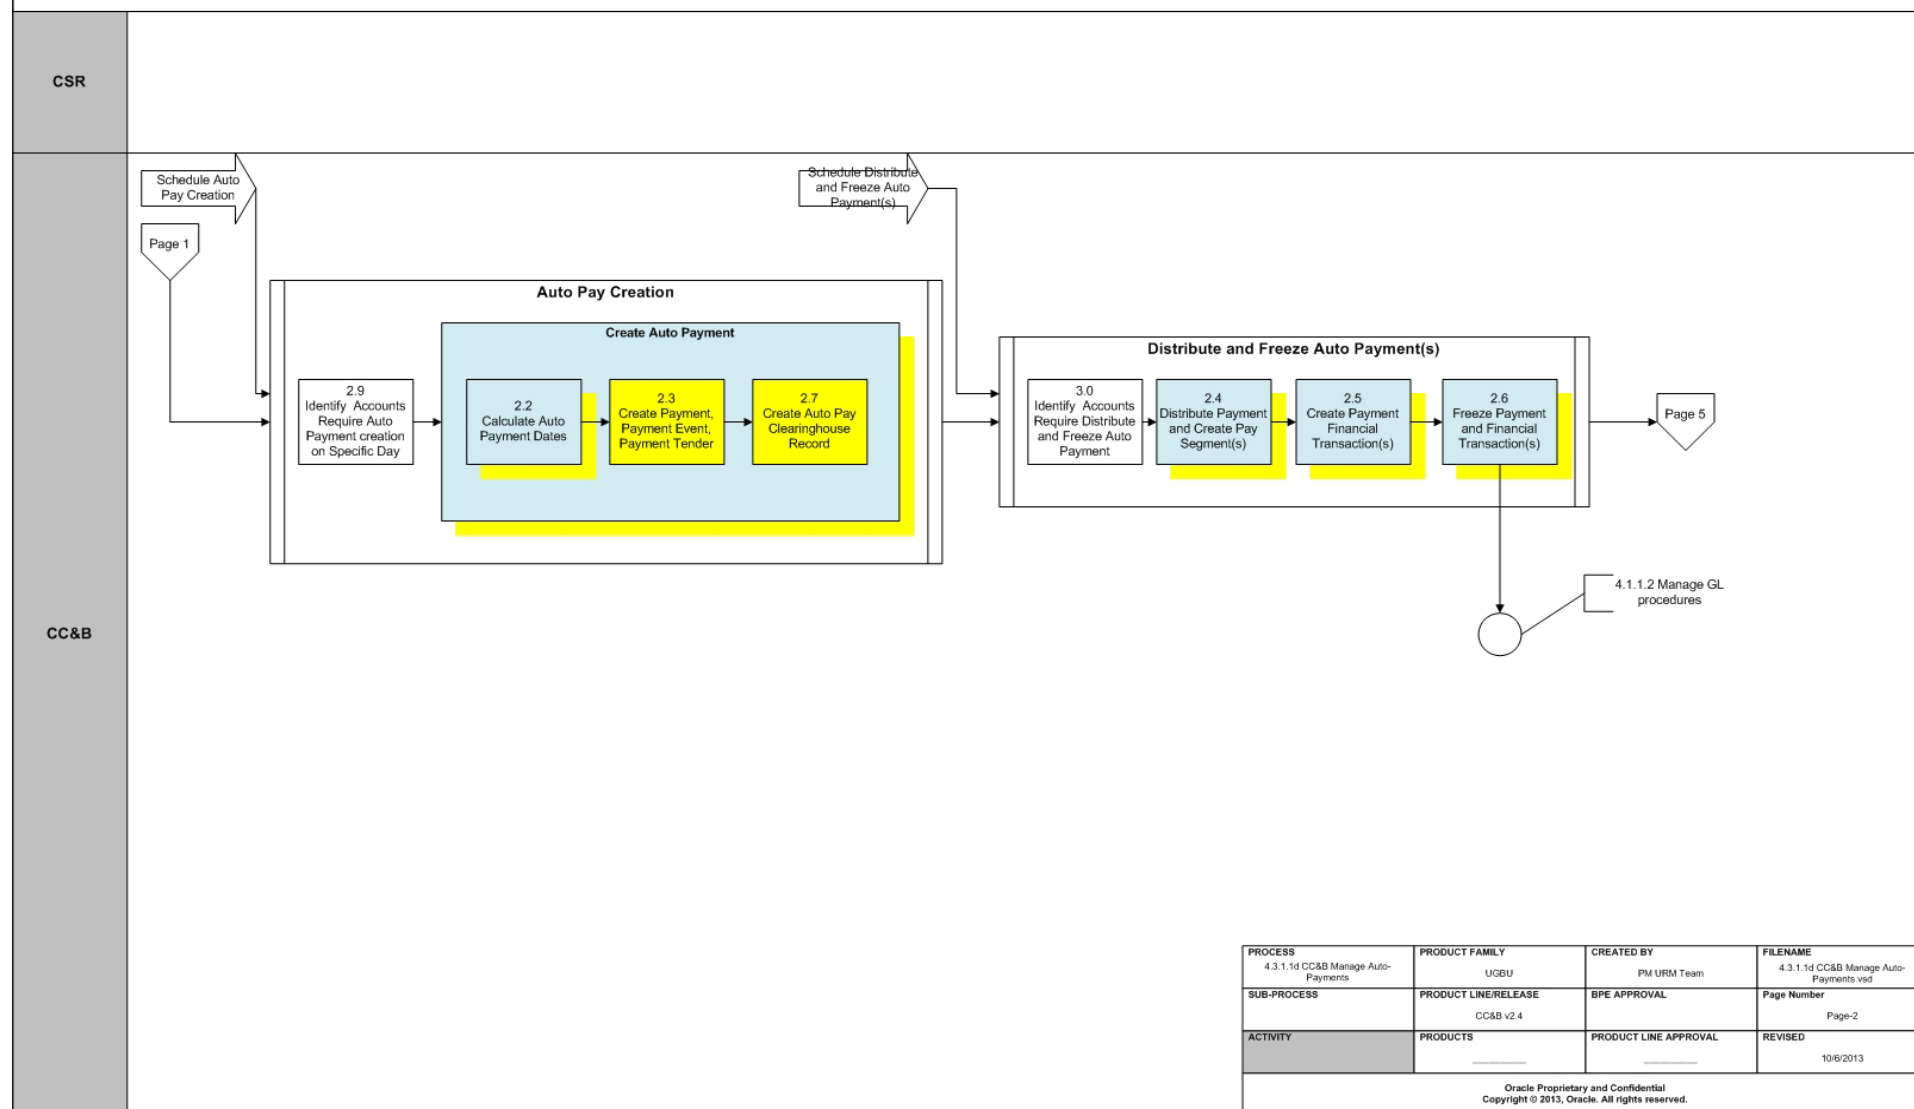 CSR
CC&B
Schedule Auto
Pay Creation
Page 1
Schedule Distribute
and Freeze Auto
Payment(s)
Auto Pay Creation
Create Auto Payment
2.9
Identify Accounts
Require Auto
Payment creation
on Specific Day
2.2
Calculate Auto
Payment Dates
2.3
Create Payment,
Payment Event,
Payment Tender
2.7
Create Auto Pay
Clearinghouse
Record
Distribute and Freeze Auto Payment(s)
3.0
Identify Accounts
Require Distribute
and Freeze Auto
Payment
2.4
Distribute Payment
and Create Pay
Segment(s)
2.5
Create Payment
Financial
Transaction(s)
2.6
Freeze Payment
and Financial
Transaction(s)
Page 5
4.1.1.2 Manage GL
procedures
PROCESS
4.3.1.1d CC&B Manage Auto-
Payments
PRODUCT FAMILY
UGBU
CREATED BY
PM URM Team
FILENAME
4.3.1.1d CC&B Manage Auto-
Payments.vsd
SUB-PROCESS
PRODUCT LINE/RELEASE
CC&B v2.4
BPE APPROVAL
Page Number
Page-2
ACTIVITY
PRODUCTS
PRODUCT LINE APPROVAL
REVISED
10/6/2013
Oracle Proprietary and Confidential
Copyright © 2013, Oracle. All rights reserved.